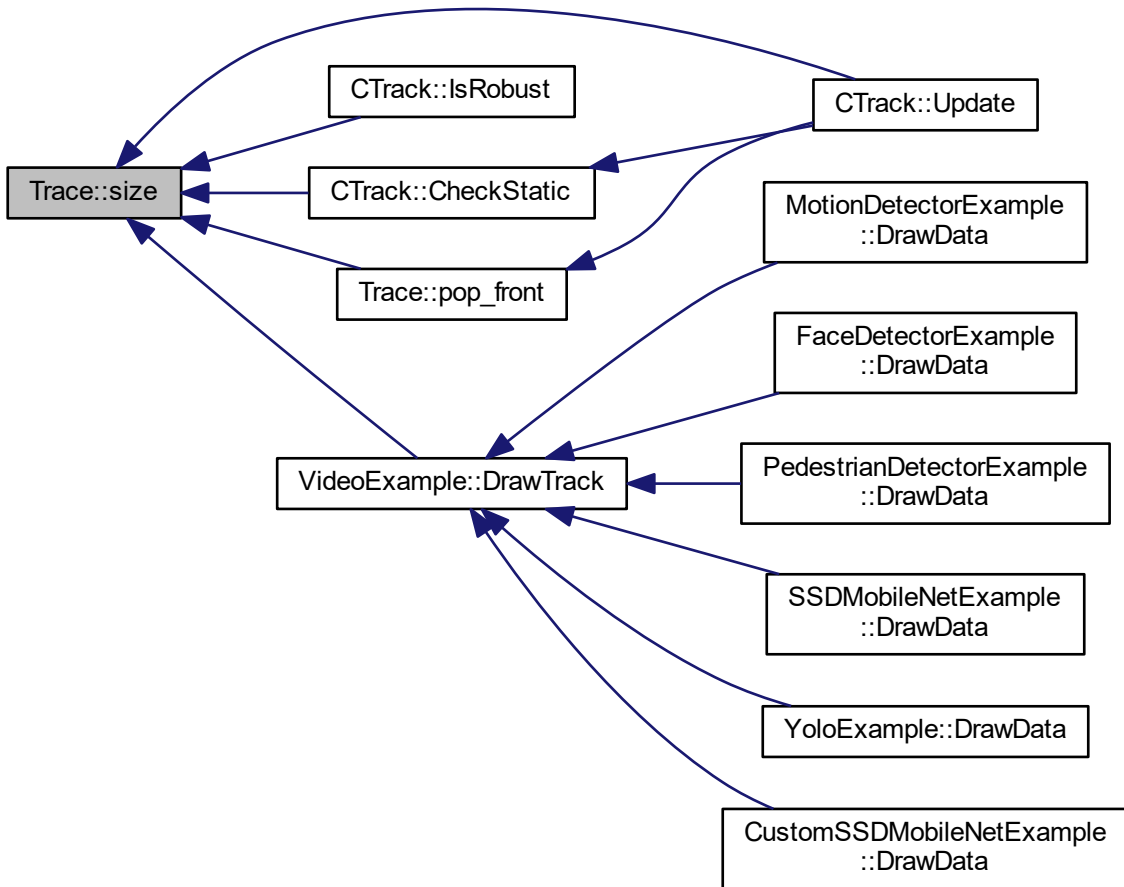 CTrack::IsRobust
CTrack::Update
Trace::size
CTrack::CheckStatic
MotionDetectorExample
::DrawData
Trace::pop_front
FaceDetectorExample
::DrawData
VideoExample::DrawTrack
PedestrianDetectorExample
::DrawData
SSDMobileNetExample
::DrawData
YoloExample::DrawData
CustomSSDMobileNetExample
::DrawData